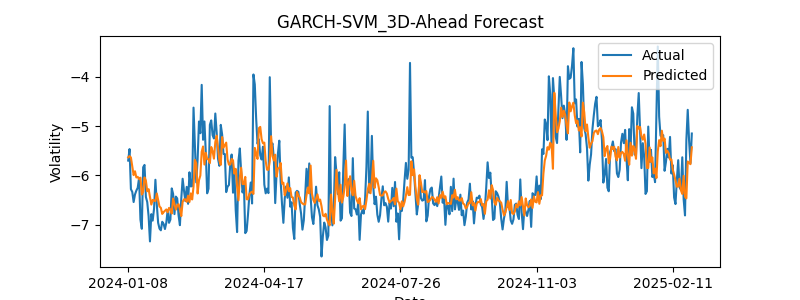 GARCH-SVM_3D-Ahead Forecast
Actual
Predicted
−4
−5
−6
−7
Volatility
2024-01-08
2024-04-17
2024-07-26
2024-11-03
2025-02-11
Date